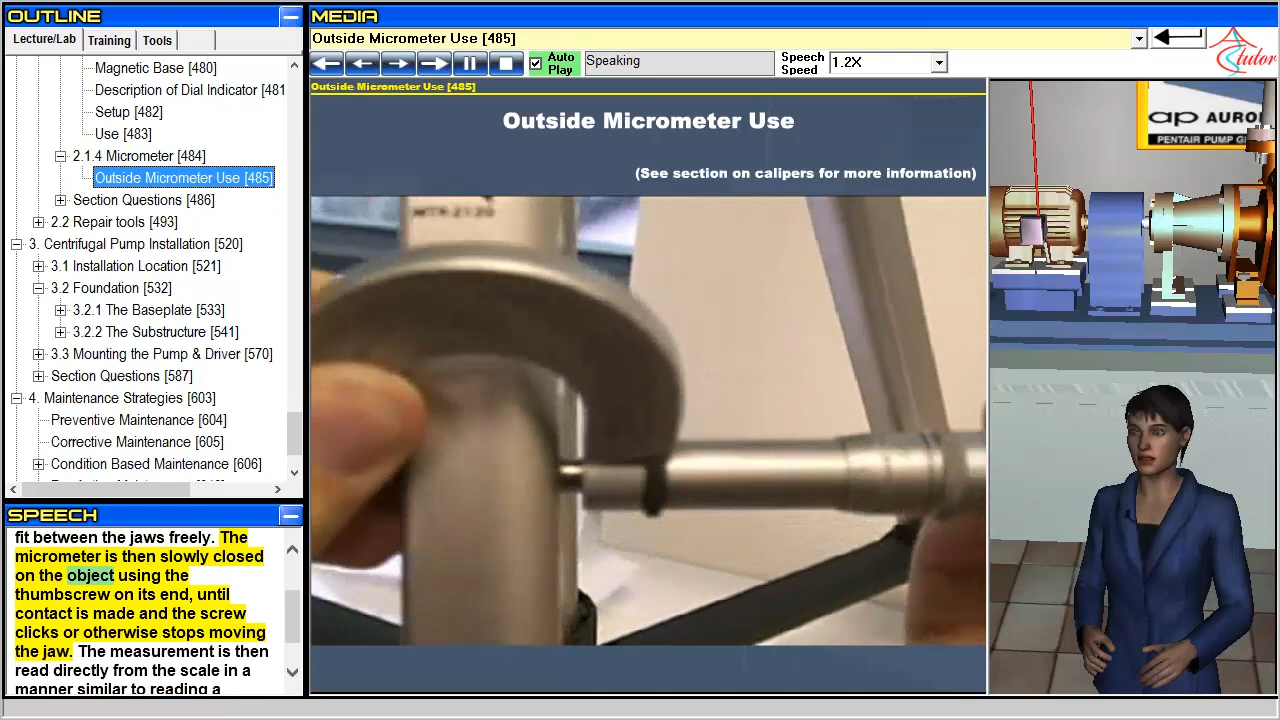 OUTLINE
Lecture/Lab Training Tools
Magnetic Base [480]
Description of Dial Indicator [481
Setup [482]
Use [483]
2.1.4 Micrometer [484]
Outside Micrometer Use [485]
Section Questions [486]
2.2 Repair tools [493]
3. Centrifugal Pump Installation [520]
3.1 Installation Location [521]
3.2 Foundation [532]
3.2.1 The Baseplate [533]
3.2.2 The Substructure [541]
3.3 Mounting the Pump & Driver [570]
Section Questions [587]
4. Maintenance Strategies [603]
Preventive Maintenance [604]
Corrective Maintenance [605]
Condition Based Maintenance [606]
SPEECH
fit between the jaws freely. The
micrometer is then slowly closed
on the object using the
thumbscrew on its end, until
contact is made and the screw
clicks or otherwise stops moving
the jaw. The measurement is then
read directly from the scale in a
manner similar to reading a
MEDIA
Outside Micrometer Use [485]
Auto
Play
Speaking
Speech
Speed
1.2X
tutor
Outside Micrometer Use [485]
Outside Micrometer Use
(See section on calipers for more information)
MTR-2120
ap AURO
PENTAIR PUMP G